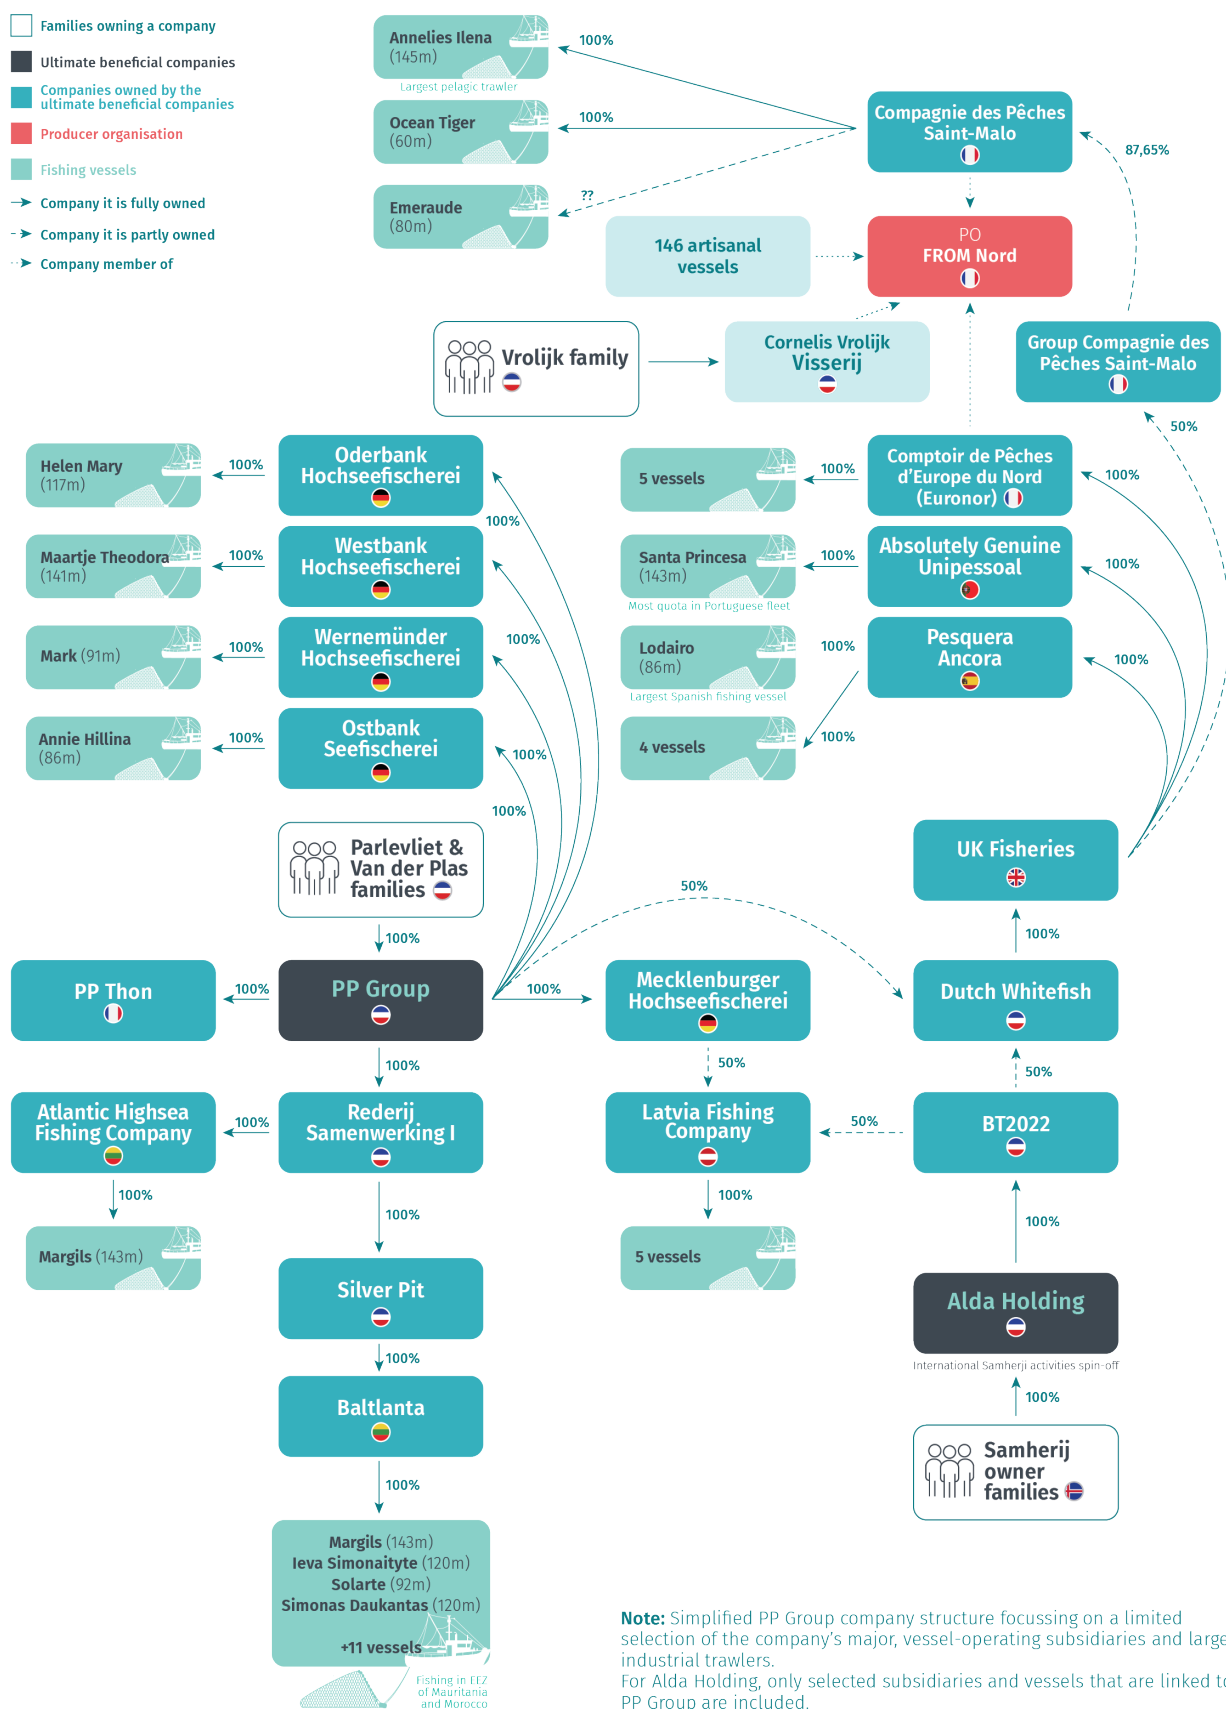 Families owning a company
Ultimate beneficial companies
Companies owned by the
ultimate beneficial companies
Producer organisation
Fishing vessels
Company it is fully owned
Company it is partly owned
Company member of
Annelies Ilena
(145m)
Largest pelagic trawler
100%
Ocean Tiger
(60m)
100%
Emeraude
(80m)
??
Compagnie des Pêches
Saint-Malo
87,65%
146 artisanal
vessels
PO
FROM Nord
Vrolijk family
Cornelis Vrolijk
Visserij
Group Compagnie des
Pêches Saint-Malo
50%
Helen Mary
(117m)
100%
Oderbank
Hochseefischerei
100%
5 vessels
100%
Comptoir de Pêches
d'Europe du Nord
(Euronor)
100%
Maartje Theodora
(141m)
100%
Westbank
Hochseefischerei
100%
Santa Princesa
(143m)
Most quota in Portuguese fleet
100%
Absolutely Genuine
Unipessoal
100%
Mark (91m)
100%
Wernemünder
Hochseefischerei
100%
Lodairo
(86m)
Largest Spanish fishing vessel
100%
Pesquera
Ancora
100%
Annie Hillina
(86m)
100%
Ostbank
Seefischerei
100%
4 vessels
100%
Parlevliet &
Van der Plas
families
100%
UK Fisheries
100%
50%
PP Thon
100%
PP Group
100%
Mecklenburger
Hochseefischerei
Dutch Whitefish
100%
50%
50%
Atlantic Highsea
Fishing Company
100%
Rederij
Samenwerking I
Latvia Fishing
Company
50%
BT2022
100%
100%
100%
100%
Margils (143m)
5 vessels
Silver Pit
Alda Holding
International Samherji activities spin-off
100%
100%
Baltlanta
Samherij
owner
families
100%
Margils (143m)
Ieva Simonaityte (120m)
Solarte (92m)
Simonas Daukantas (120m)
+11 vessels
Fishing in EEZ
of Mauritania
and Morocco
Note: Simplified PP Group company structure focussing on a limited
selection of the company's major, vessel-operating subsidiaries and large
industrial trawlers.
For Alda Holding, only selected subsidiaries and vessels that are linked to
PP Group are included.